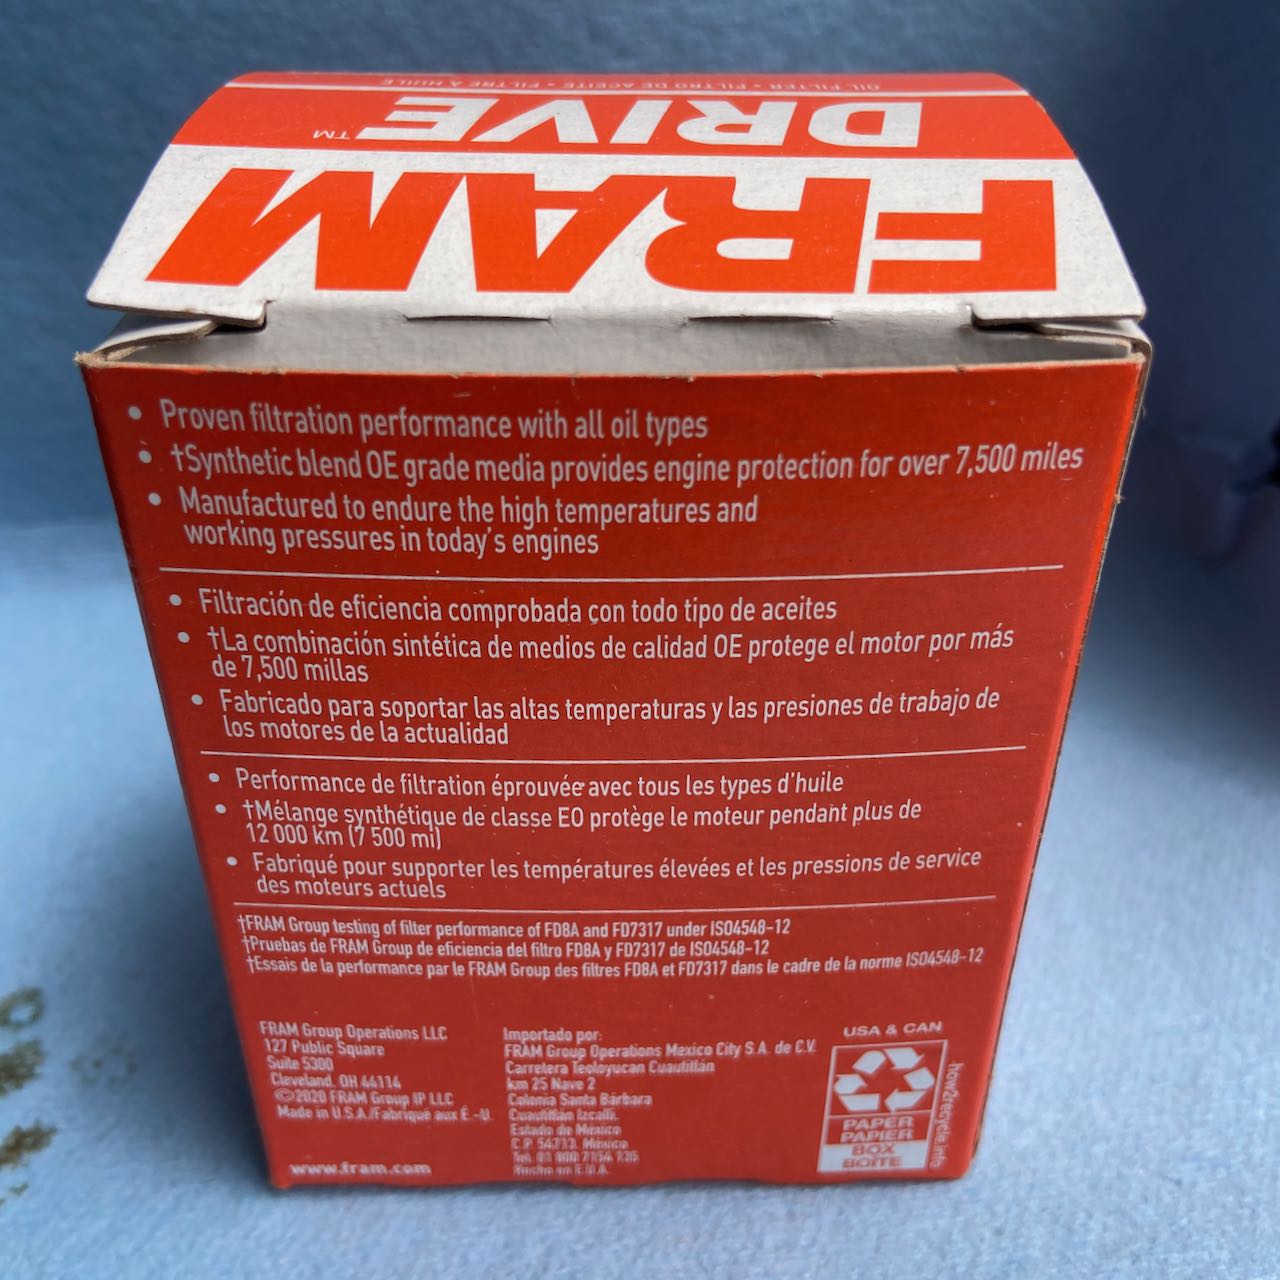 OIL FILTER • FILTRO DE ACEITE • FILTRE À HUILE
DRIVE™
FRAM
• Proven filtration performance with all oil types
• †Synthetic blend OE grade media provides engine protection for over 7,500 miles
• Manufactured to endure the high temperatures and
working pressures in today's engines
• Filtración de eficiencia comprobada con todo tipo de aceites
• †La combinación sintética de medios de calidad OE protege el motor por más
de 7,500 millas
• Fabricado para soportar las altas temperaturas y las presiones de trabajo de
los motores de la actualidad
• Performance de filtration éprouvée avec tous les types d'huile
• †Mélange synthétique de classe EO protège le moteur pendant plus de
12 000 km (7 500 mi)
• Fabriqué pour supporter les températures élevées et les pressions de service
des moteurs actuels
†FRAM Group testing of filter performance of FD8A and FD7317 under ISO4548-12
†Pruebas de FRAM Group de eficiencia del filtro FD8A y FD7317 de ISO4548-12
†Essais de la performance par le FRAM Group des filtres FD8A et FD7317 dans le cadre de la norme ISO4548-12
FRAM Group Operations LLC
127 Public Square
Suite 5300
Cleveland, OH 44114
©2020 FRAM Group IP LLC
Made in U.S.A./Fabriqué aux É.-U.
www.fram.com
Importado por:
FRAM Group Operations Mexico City S.A. de C.V.
Carretera Teoloyucan Cuautitlán
km 25 Nave 2
Colonia Santa Bárbara
Cuautitlán Izcalli.
Estado de México
C.P. 54713. México
Tel. 01 800 7154 135
Hecho en E.U.A.
USA & CAN
PAPER
PAPIER
BOX
BOÎTE
how2recycle.info